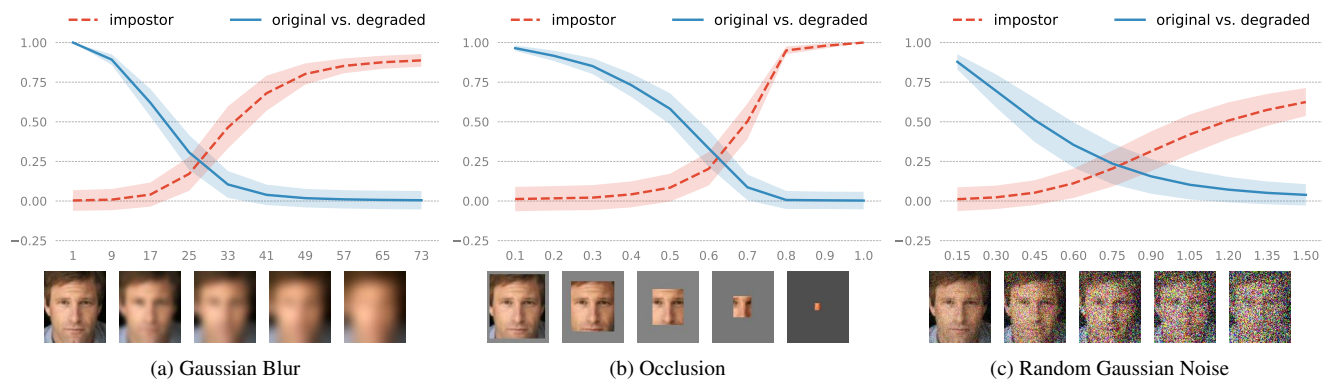 impostor original vs. degraded
1.00
0.75
0.50
0.25
0.00
−0.25
1 9 17 25 33 41 49 57 65 73
(a) Gaussian Blur
impostor original vs. degraded
1.00
0.75
0.50
0.25
0.00
−0.25
0.1 0.2 0.3 0.4 0.5 0.6 0.7 0.8 0.9 1.0
(b) Occlusion
impostor original vs. degraded
1.00
0.75
0.50
0.25
0.00
−0.25
0.15 0.30 0.45 0.60 0.75 0.90 1.05 1.20 1.35 1.50
(c) Random Gaussian Noise